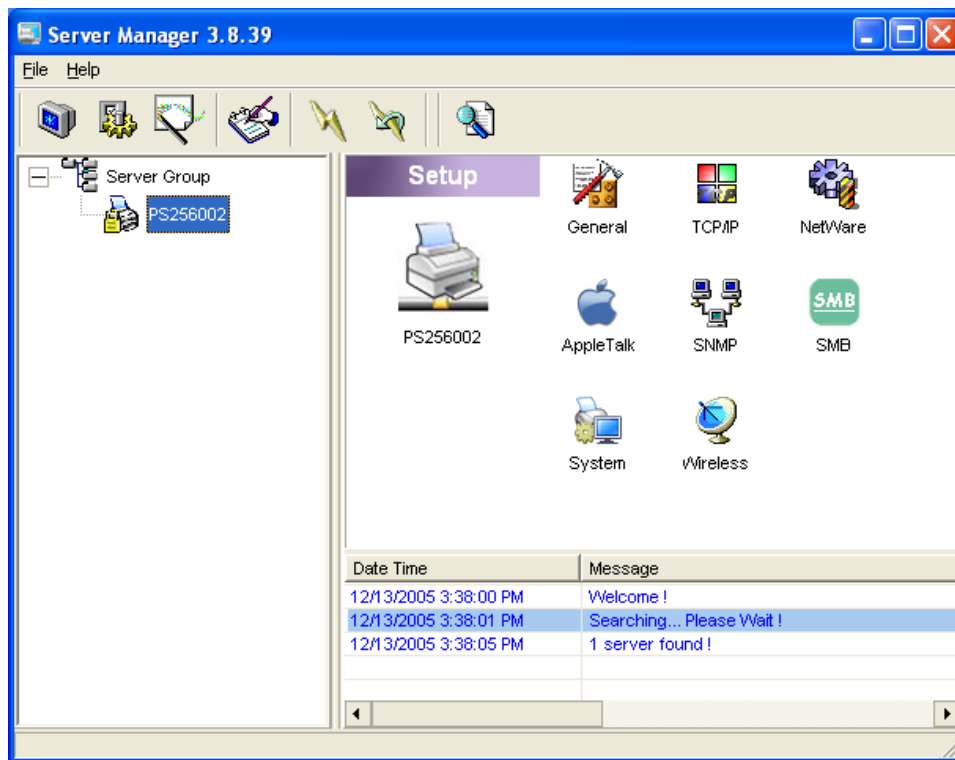 Server Manager 3.8.39
File Help
Server Group
PS256002
Setup
PS256002
General TCP/IP NetWare
AppleTalk SNMP SMB
SMB
System Wireless
Date Time Message
12/13/2005 3:38:00 PM Welcome !
12/13/2005 3:38:01 PM Searching... Please Wait !
12/13/2005 3:38:05 PM 1 server found !